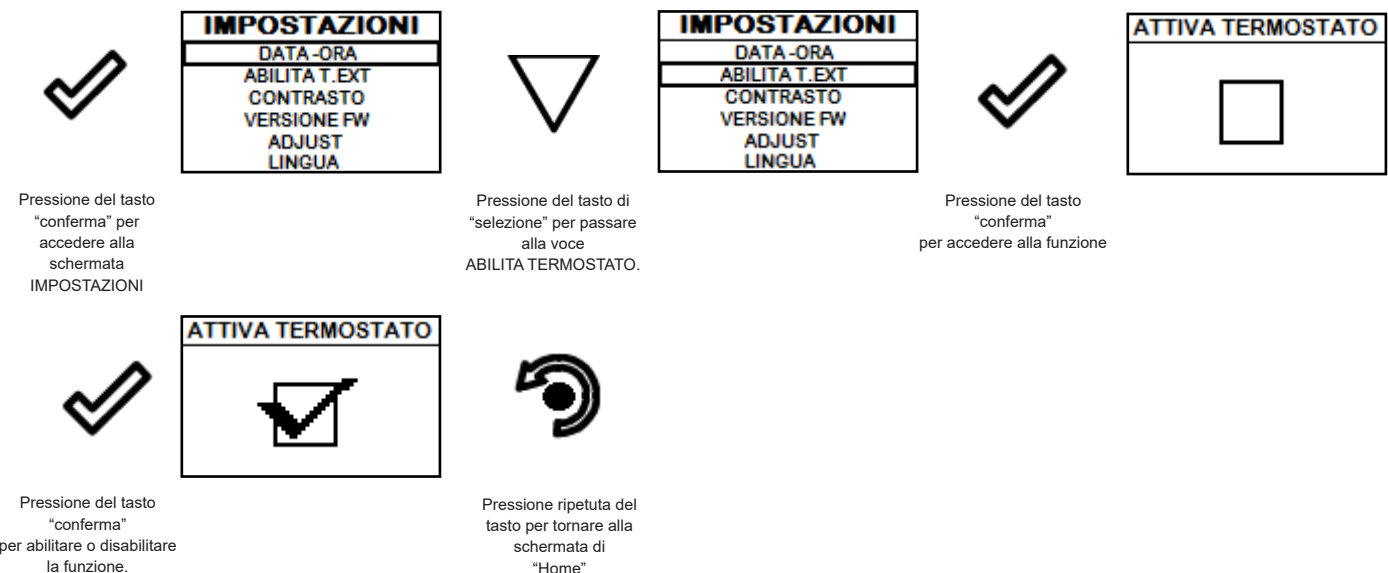 IMPOSTAZIONI
DATA-ORA
ABILITA T.EXT
CONTRASTO
VERSIONE FW
ADJUST
LINGUA
IMPOSTAZIONI
DATA-ORA
ABILITA T.EXT
CONTRASTO
VERSIONE FW
ADJUST
LINGUA
ATTIVA TERMOSTATO
Pressione del tasto
“conferma” per
accedere alla
schermata
IMPOSTAZIONI
Pressione del tasto di
“selezione” per passare
alla voce
ABILITA TERMOSTATO.
Pressione del tasto
“conferma”
per accedere alla funzione
ATTIVA TERMOSTATO
Pressione del tasto
“conferma”
per abilitare o disabilitare
la funzione.
Pressione ripetuta del
tasto per tornare alla
schermata di
“Home”